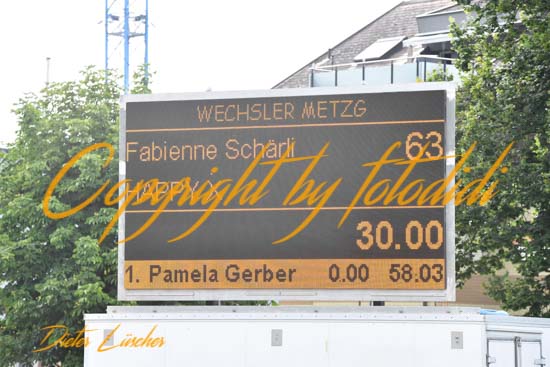 WECHSLER METZG
Fabienne Schärli 63
HAPPY X
30.00
1. Pamela Gerber 0.00 58.03
Copyright by fotodidi
Dieter Lüscher